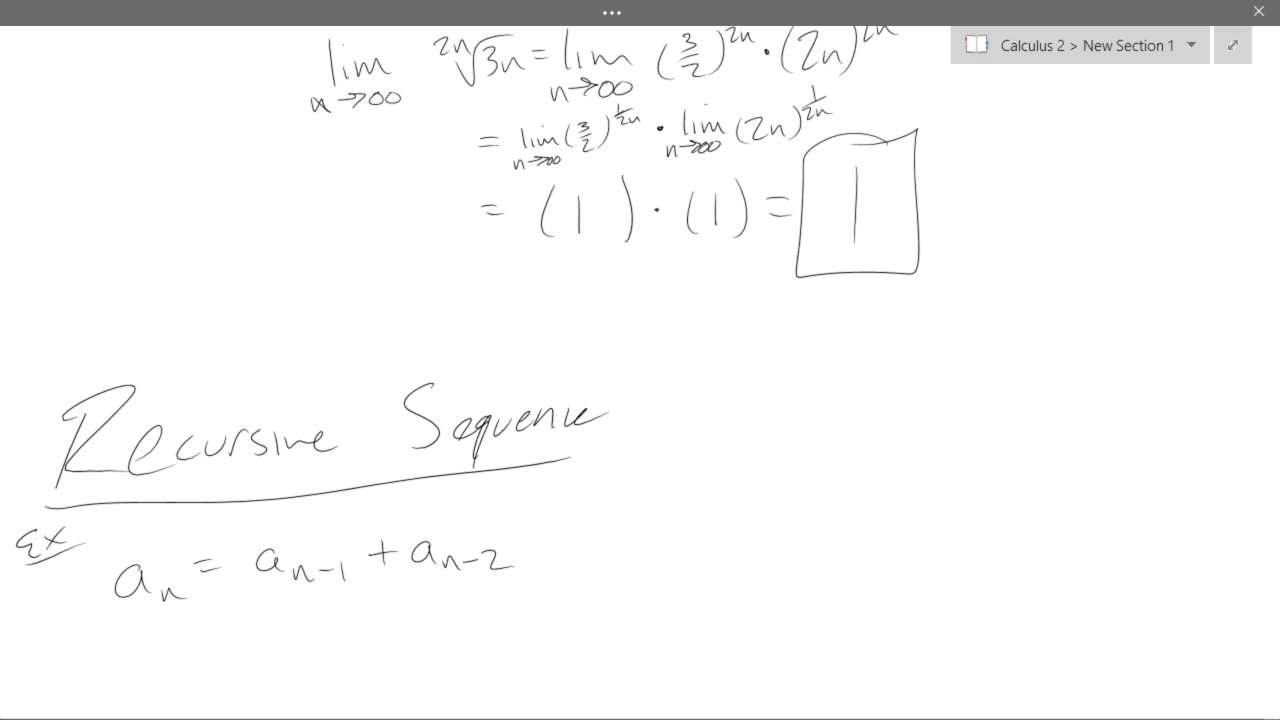 Calculus 2 > New Section 1
lim n→∞ ²ⁿ√3n = lim n→∞ (3/2)^2n · (2n)^2n
= lim n→∞ (3/2)^1/2n · lim n→∞ (2n)^1/2n
= (1) · (1) = 1
Recursive Sequence
Ex
aₙ = aₙ₋₁ + aₙ₋₂